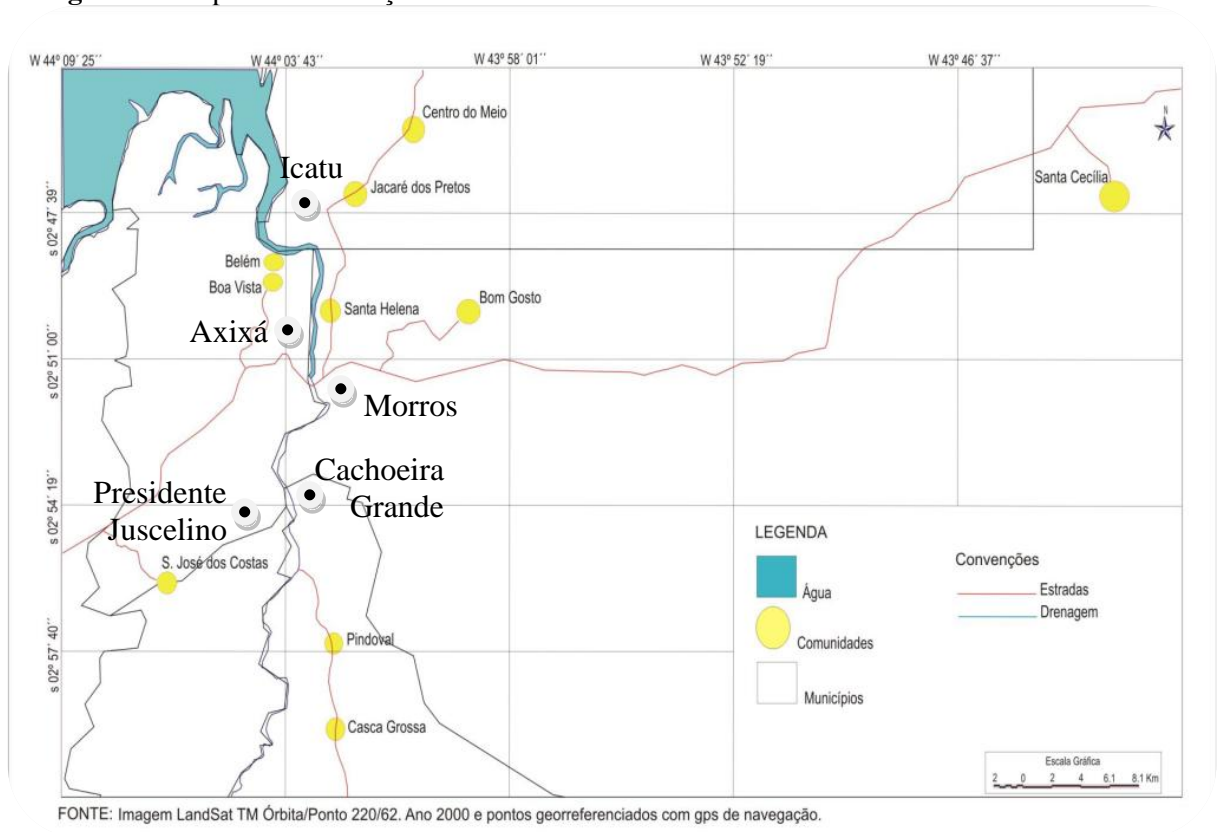 W 44º 09´ 25´´
W 44º 03´ 43´´
W 43º 58´ 01´´
W 43º 52´ 19´´
W 43º 46´ 37´´
Centro do Meio
N
Icatu
Jacaré dos Pretos
Santa Cecília
s 02º 47´ 39´´
Belém
Boa Vista
Santa Helena
Bom Gosto
Axixá
s 02º 51´ 00´´
Morros
Cachoeira
Grande
Presidente
Juscelino
s 02º 54´ 19´´
S. José dos Costas
LEGENDA
Água
Comunidades
Municípios
Convenções
Estradas
Drenagem
s 02º 57´ 40´´
Pindoval
Casca Grossa
Escala Gráfica
2 0 2 4 6.1 8.1 Km
FONTE: Imagem LandSat TM Órbita/Ponto 220/62. Ano 2000 e pontos georreferenciados com gps de navegação.